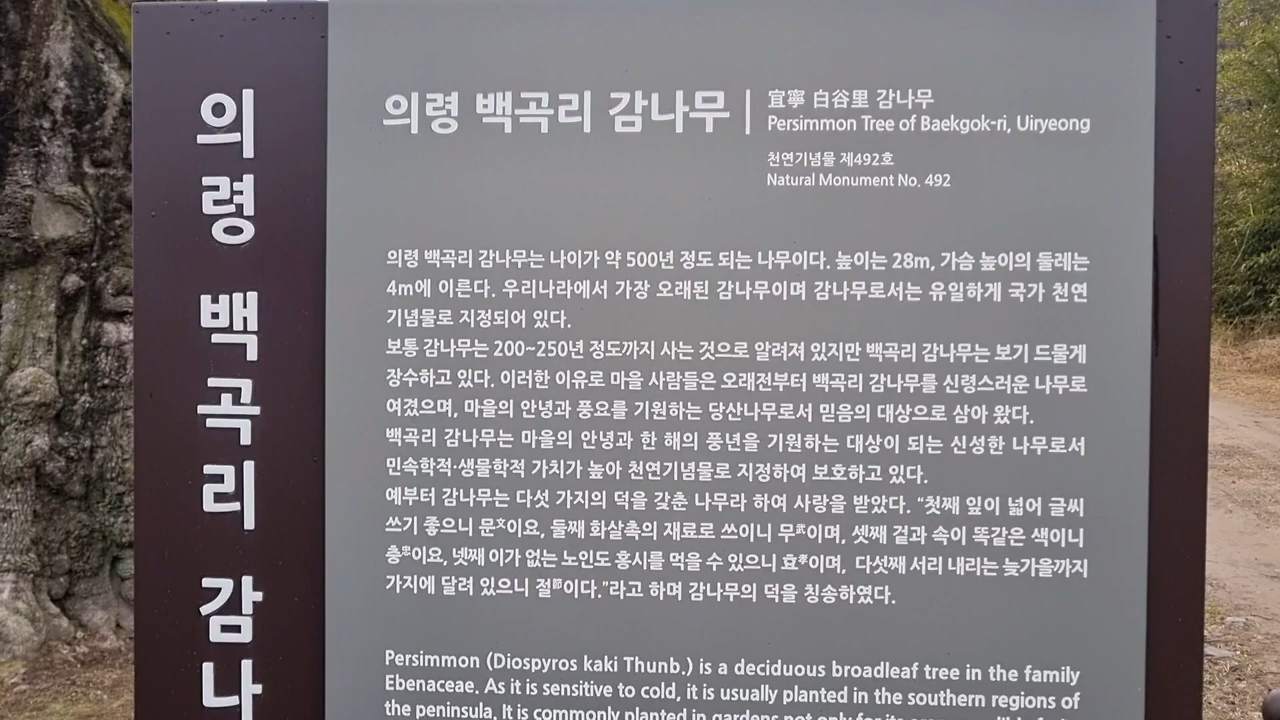 의령 백곡리 감나
의령 백곡리 감나무
宜寧 白谷里 감나무
Persimmon Tree of Baekgok-ri, Uiryeong
천연기념물 제492호
Natural Monument No. 492
의령 백곡리 감나무는 나이가 약 500년 정도 되는 나무이다. 높이는 28m, 가슴 높이의 둘레는
4m에 이른다. 우리나라에서 가장 오래된 감나무이며 감나무로서는 유일하게 국가 천연
기념물로 지정되어 있다.
보통 감나무는 200~250년 정도까지 사는 것으로 알려져 있지만 백곡리 감나무는 보기 드물게
장수하고 있다. 이러한 이유로 마을 사람들은 오래전부터 백곡리 감나무를 신령스러운 나무로
여겼으며, 마을의 안녕과 풍요를 기원하는 당산나무로서 믿음의 대상으로 삼아 왔다.
백곡리 감나무는 마을의 안녕과 한 해의 풍년을 기원하는 대상이 되는 신성한 나무로서
민속학적·생물학적 가치가 높아 천연기념물로 지정하여 보호하고 있다.
예부터 감나무는 다섯 가지의 덕을 갖춘 나무라 하여 사랑을 받았다. “첫째 잎이 넓어 글씨
쓰기 좋으니 문文이요, 둘째 화살촉의 재료로 쓰이니 무武이며, 셋째 겉과 속이 똑같은 색이니
충忠이요, 넷째 이가 없는 노인도 홍시를 먹을 수 있으니 효孝이며, 다섯째 서리 내리는 늦가을까지
가지에 달려 있으니 절節이다.”라고 하며 감나무의 덕을 칭송하였다.
Persimmon (Diospyros kaki Thunb.) is a deciduous broadleaf tree in the family
Ebenaceae. As it is sensitive to cold, it is usually planted in the southern regions of
the peninsula. It is commonly planted in gardens not only for its